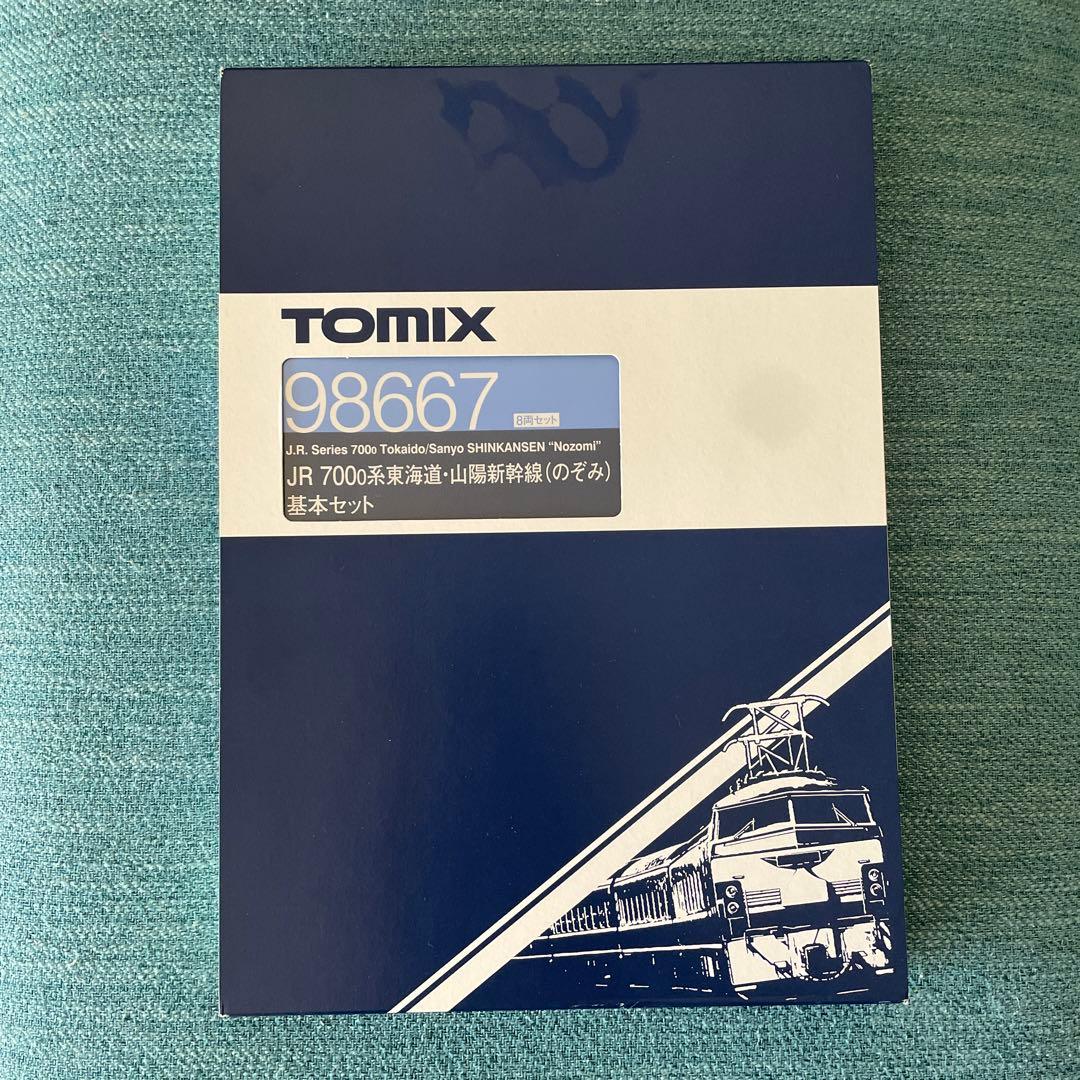 TOMIX
98667 8両セット
J.R. Series 7000 Tokaido/Sanyo SHINKANSEN “Nozomi”
JR 7000系東海道・山陽新幹線(のぞみ)
基本セット